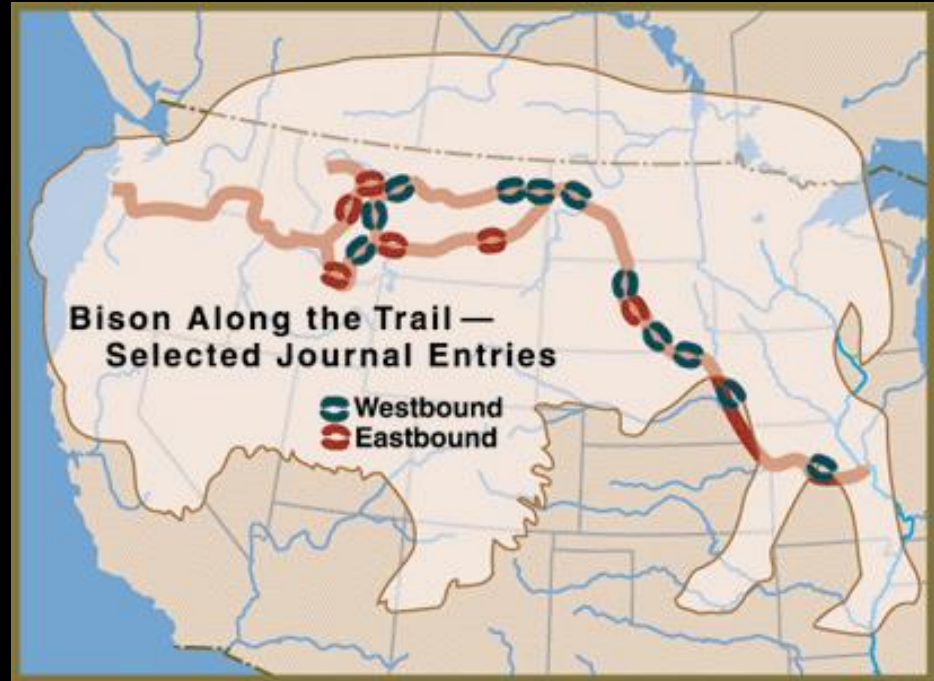 Bison Along the Trail —
Selected Journal Entries
Westbound
Eastbound